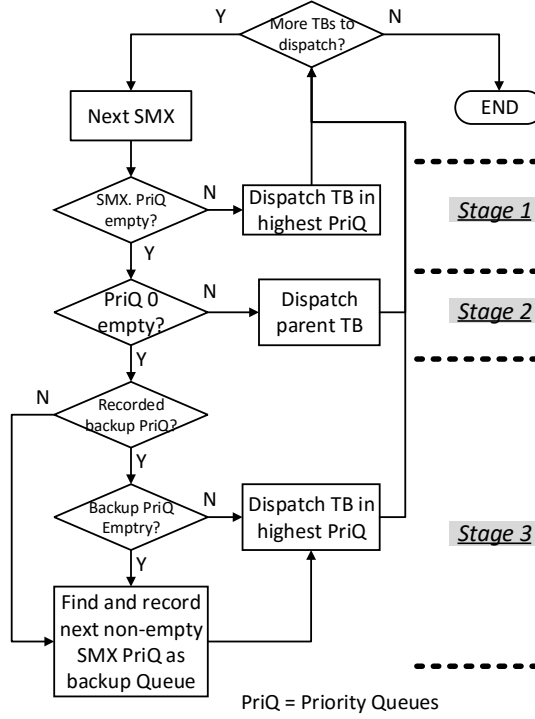 Y
More TBs to
dispatch?
N
Next SMX
END
SMX. PriQ
empty?
N
Dispatch TB in
highest PriQ
Stage 1
Y
PriQ 0
empty?
N
Dispatch
parent TB
Stage 2
Y
N
Recorded
backup PriQ?
Y
Backup PriQ
Emptry?
N
Dispatch TB in
highest PriQ
Stage 3
Y
Find and record
next non-empty
SMX PriQ as
backup Queue
PriQ = Priority Queues